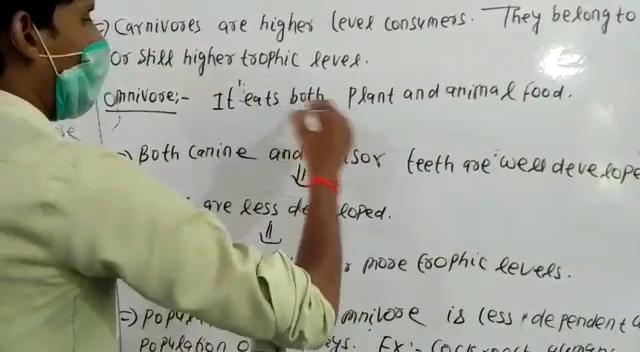 =) Carnivores are higher level consumers. They belong to
or still higher trophic level.
Omnivore:- It eats both plant and animal food.
Both canine and teeth are well develope
are less developed.
more trophic levels.
=) Popu omnivore is less dependent
population o Ex:-